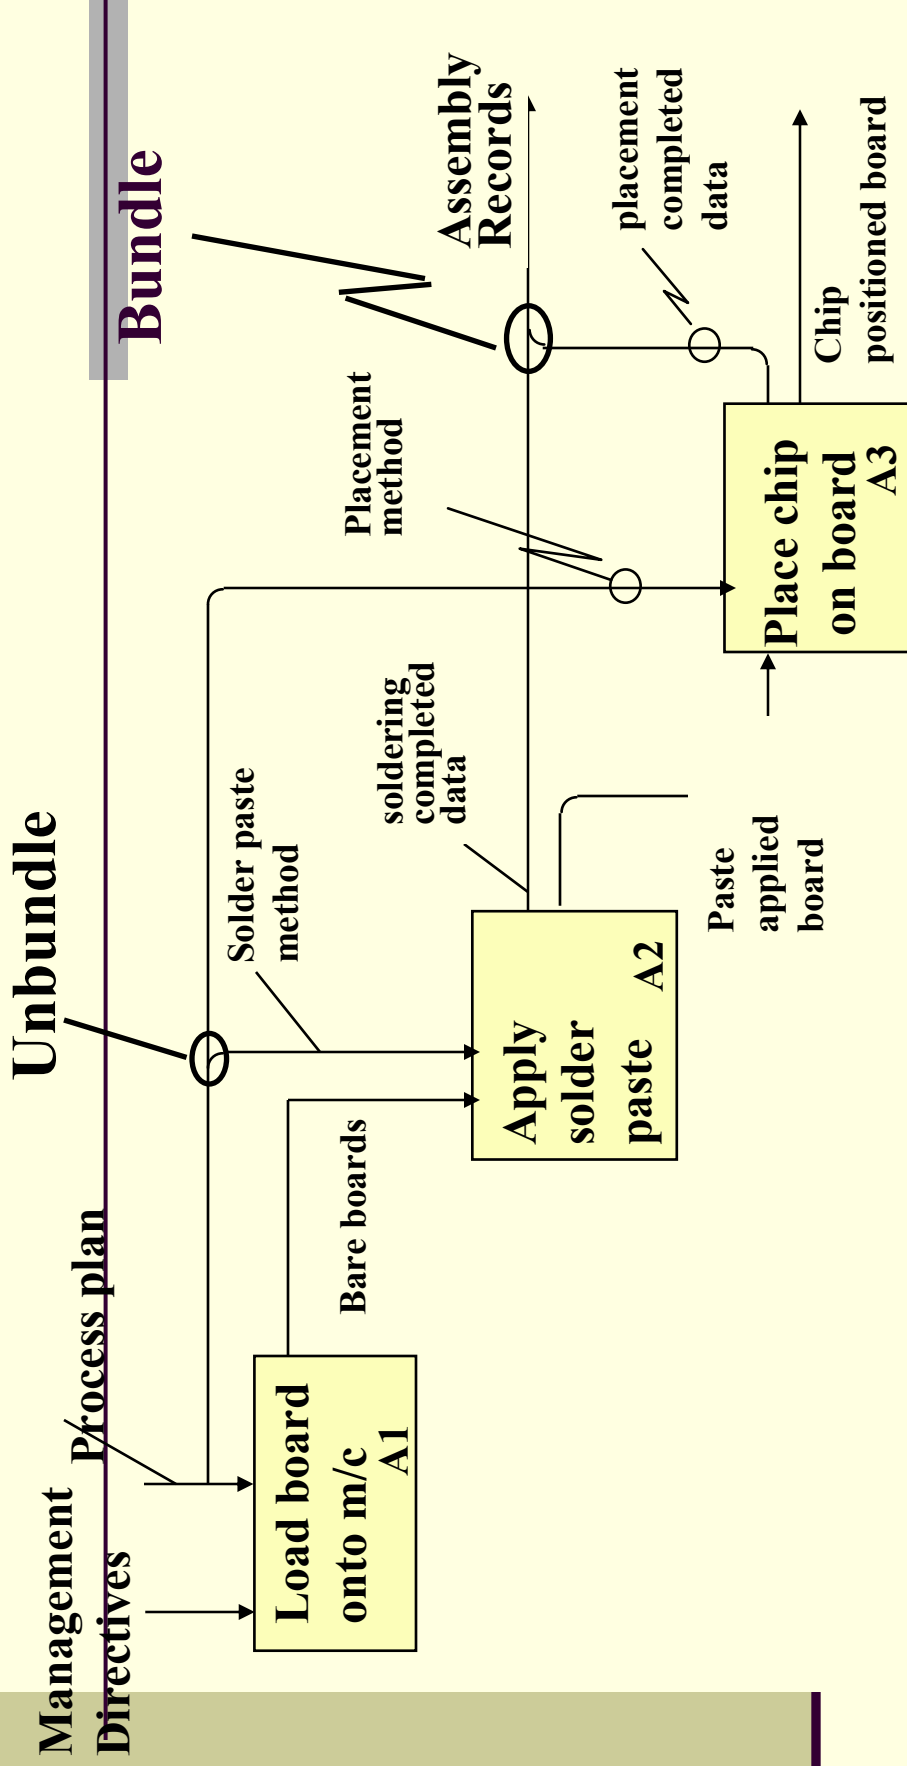 Unbundle
Bundle
Management
Directives
Process plan
Solder paste
method
Placement
method
Assembly
Records
soldering
completed
data
placement
completed
data
Load board
onto m/c
A1
Bare boards
Apply
solder
paste A2
Paste
applied
board
Place chip
on board
A3
Chip
positioned board